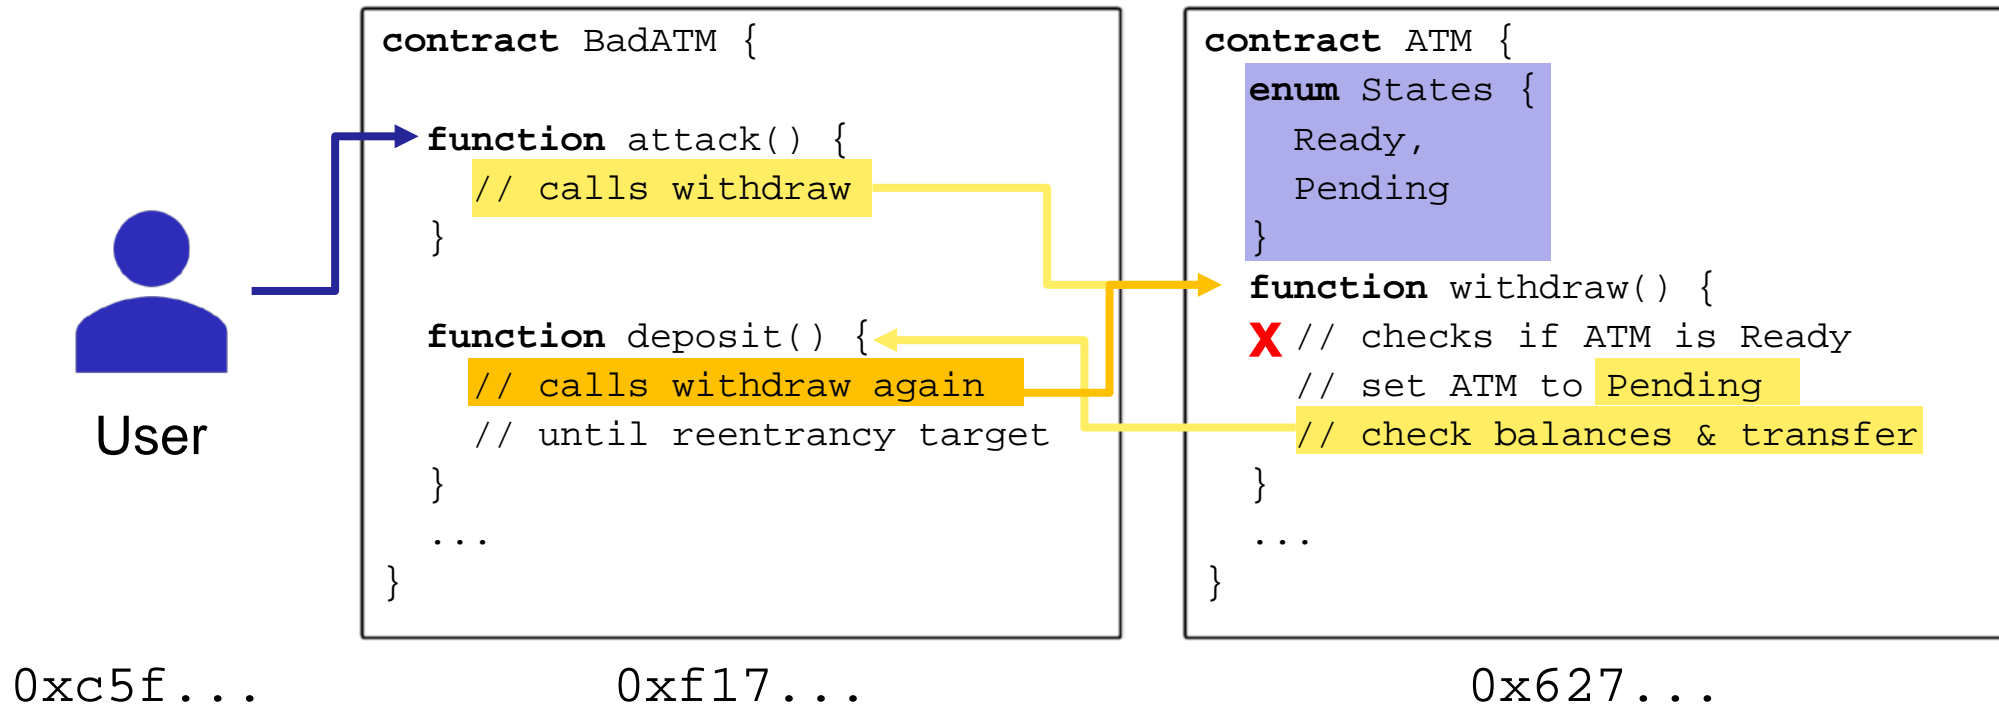 User
0xc5f...
contract BadATM {
function attack() {
// calls withdraw
}
function deposit() {
// calls withdraw again
// until reentrancy target
}
...
}
0xf17...
contract ATM {
enum States {
Ready,
Pending
}
function withdraw() {
X // checks if ATM is Ready
// set ATM to Pending
// check balances & transfer
}
...
}
0x627...